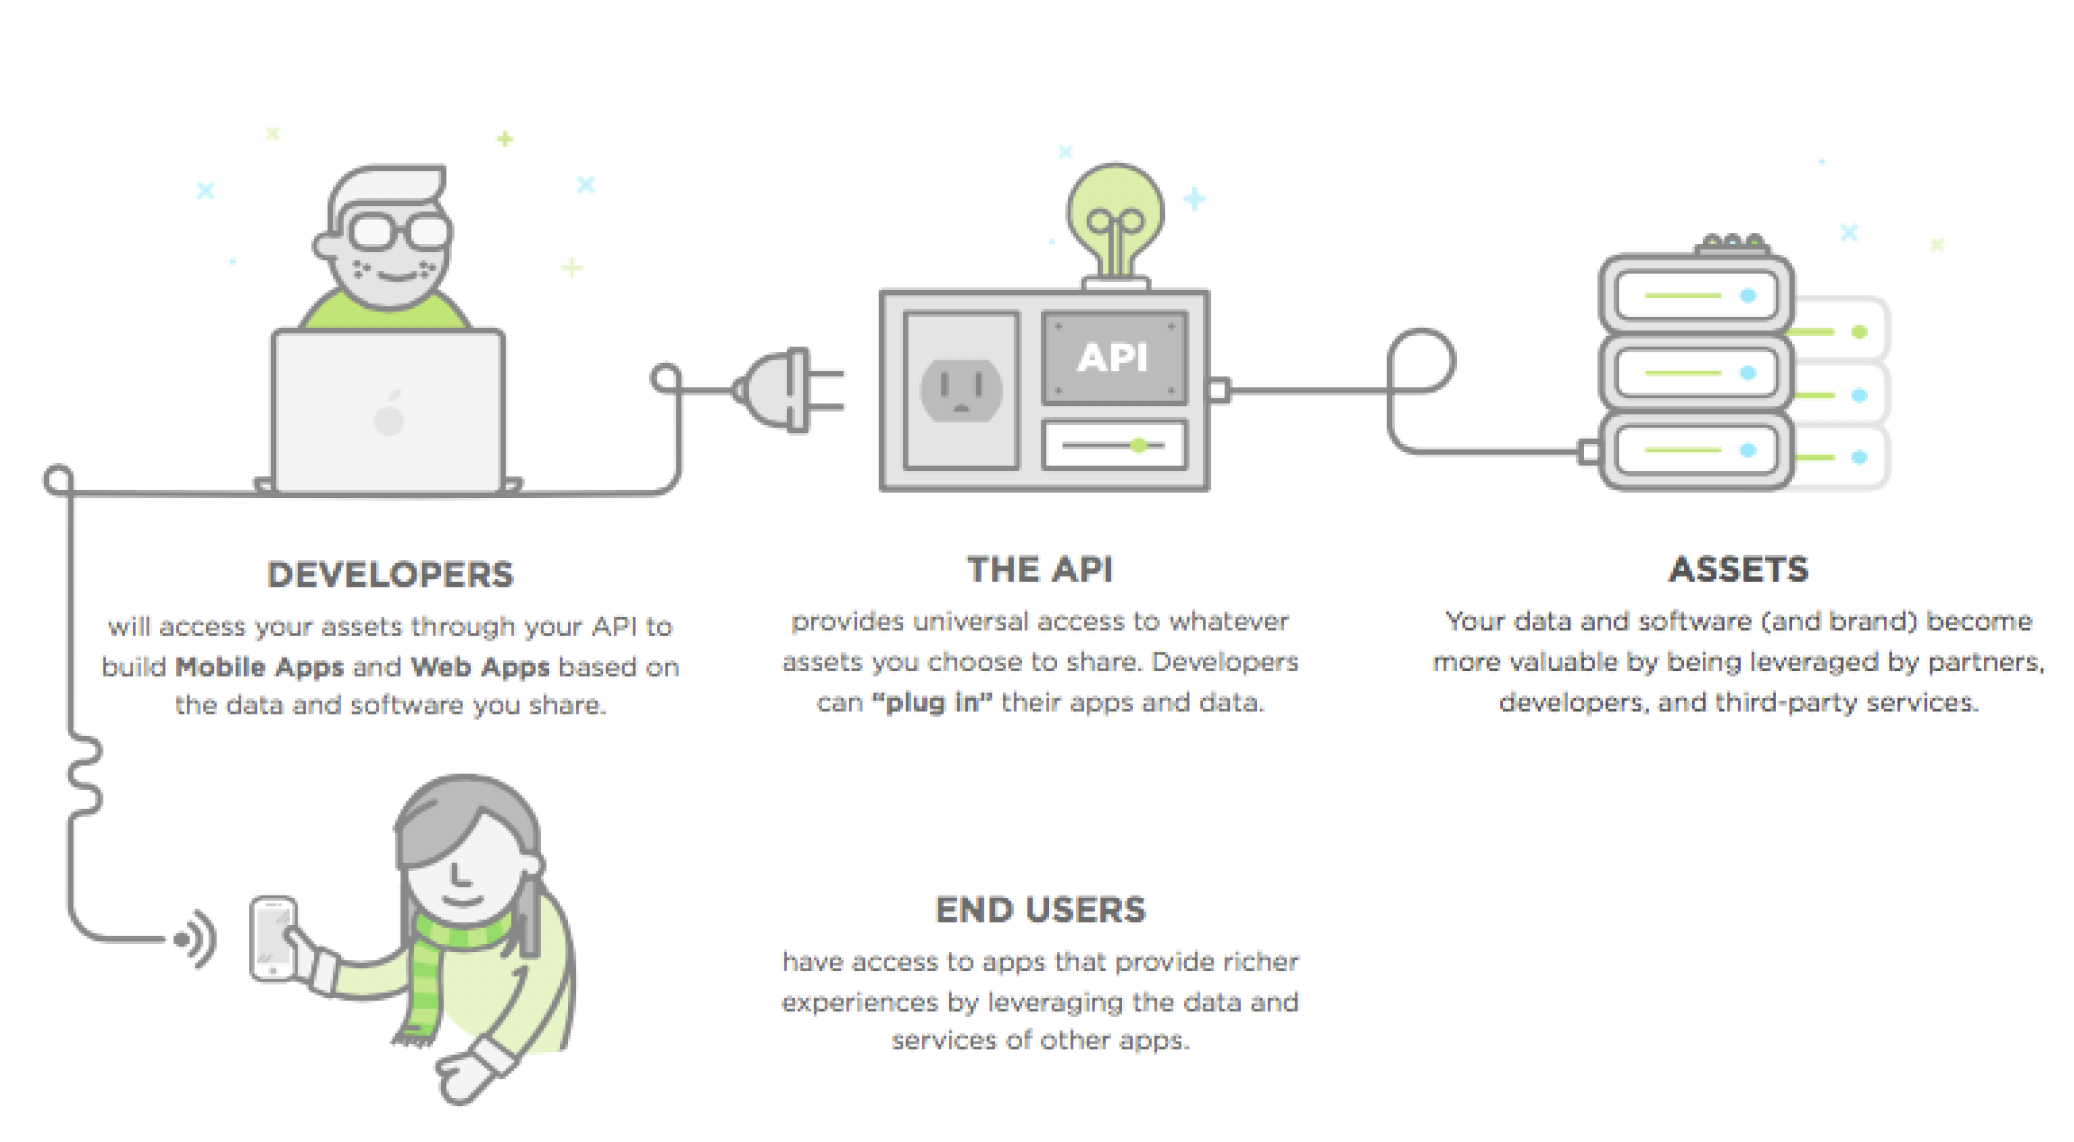 API
DEVELOPERS
will access your assets through your API to
build Mobile Apps and Web Apps based on
the data and software you share.
THE API
provides universal access to whatever
assets you choose to share. Developers
can “plug in” their apps and data.
ASSETS
Your data and software (and brand) become
more valuable by being leveraged by partners,
developers, and third-party services.
END USERS
have access to apps that provide richer
experiences by leveraging the data and
services of other apps.